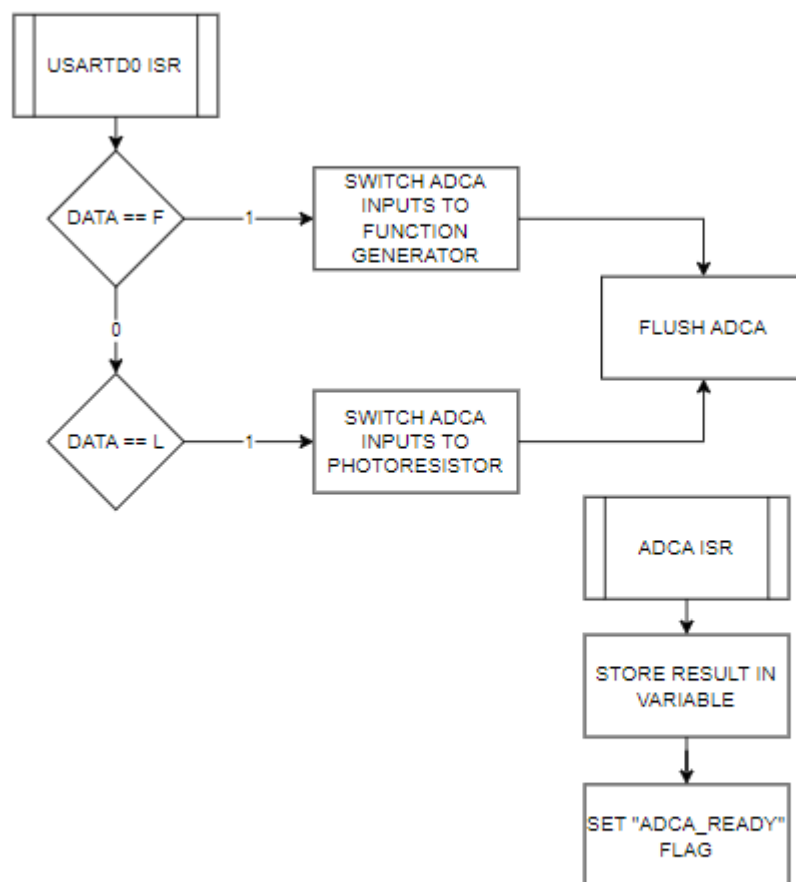 USARTD0 ISR
DATA == F
1
SWITCH ADCA
INPUTS TO
FUNCTION
GENERATOR
FLUSH ADCA
0
DATA == L
1
SWITCH ADCA
INPUTS TO
PHOTORESISTOR
ADCA ISR
STORE RESULT IN
VARIABLE
SET "ADCA_READY"
FLAG